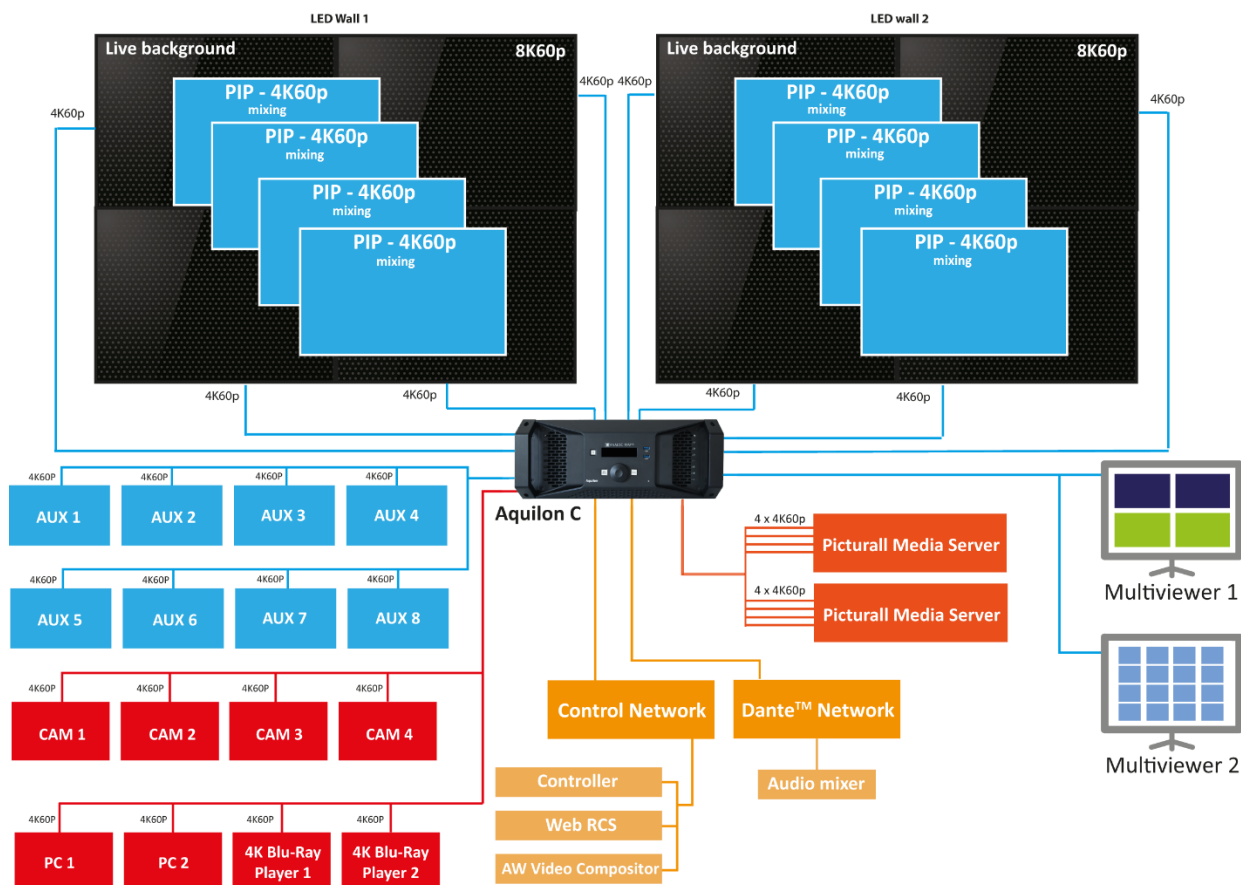 LED Wall 1
LED wall 2
Live background
8K60p
Live background
8K60p
4K60p
4K60p
4K60p
PIP - 4K60p
mixing
PIP - 4K60p
mixing
PIP - 4K60p
mixing
PIP - 4K60p
mixing
PIP - 4K60p
mixing
PIP - 4K60p
mixing
PIP - 4K60p
mixing
PIP - 4K60p
mixing
4K60p
4K60p
4K60p
4K60p
4K60p
Aquilon C
4K60P
4K60P
4K60P
4K60P
AUX 1
AUX 2
AUX 3
AUX 4
4K60P
4K60P
4K60P
4K60P
AUX 5
AUX 6
AUX 7
AUX 8
4K60P
4K60P
4K60P
4K60P
CAM 1
CAM 2
CAM 3
CAM 4
4K60P
4K60P
4K60P
4K60P
PC 1
PC 2
4K Blu-Ray
Player 1
4K Blu-Ray
Player 2
4 x 4K60p
Picturall Media Server
4 x 4K60p
Picturall Media Server
Control Network
Dante™ Network
Controller
Web RCS
AW Video Compositor
Audio mixer
Multiviewer 1
Multiviewer 2